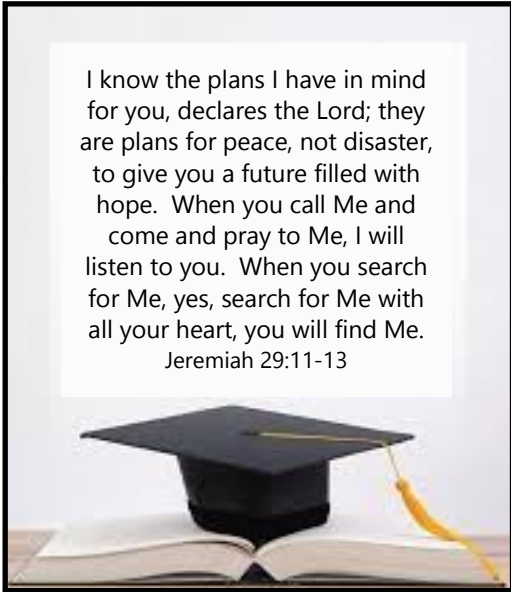 I know the plans I have in mind
for you, declares the Lord; they
are plans for peace, not disaster,
to give you a future filled with
hope.  When you call Me and
come and pray to Me, I will
listen to you.  When you search
for Me, yes, search for Me with
all your heart, you will find Me.
Jeremiah 29:11-13